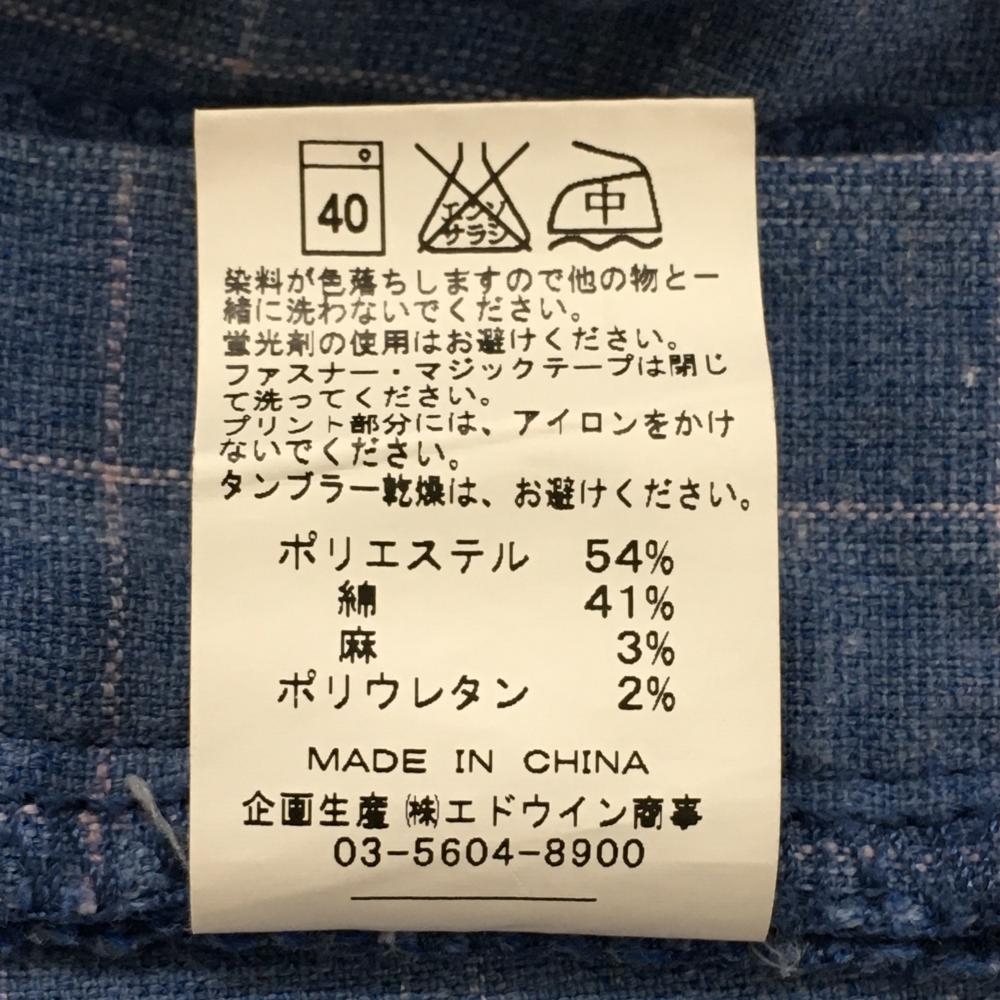 40
エンソ
サラシ
中
染料が色落ちしますので他の物と一
緒に洗わないでください。
蛍光剤の使用はお避けください。
ファスナー・マジックテープは閉じ
て洗ってください。
プリント部分には、アイロンをかけ
ないでください。
タンブラー乾燥は、お避けください。
ポリエステル 54%
綿 41%
麻 3%
ポリウレタン 2%
MADE IN CHINA
企画生産 ㈱エドウイン商事
03-5604-8900